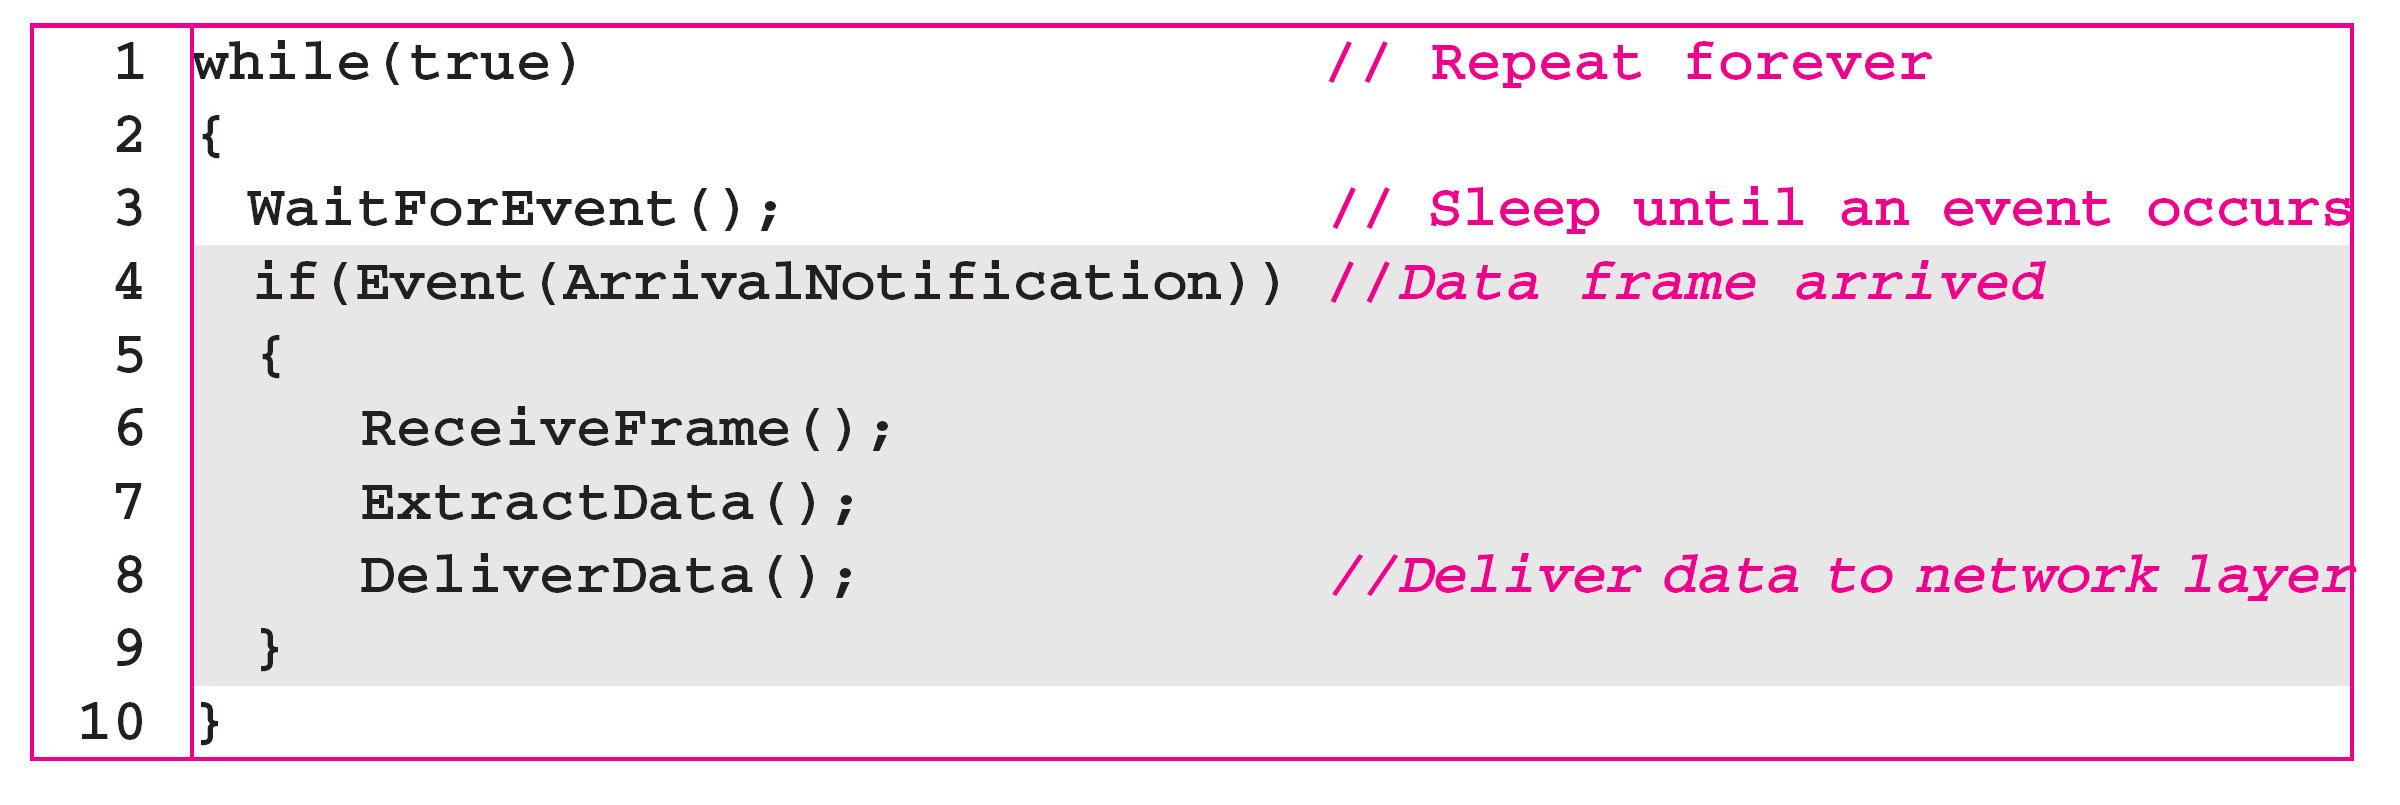 1 while(true) // Repeat forever
2 {
3 WaitForEvent(); // Sleep until an event occurs
4 if(Event(ArrivalNotification)) //Data frame arrived
5 {
6 ReceiveFrame();
7 ExtractData();
8 DeliverData(); //Deliver data to network layer
9 }
10 }